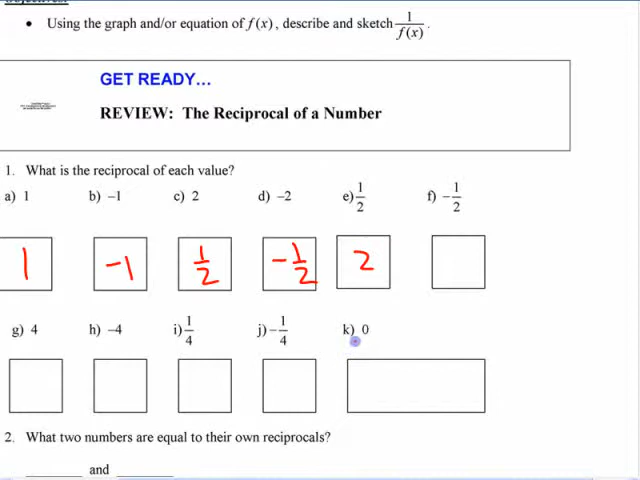 Objectives:
• Using the graph and/or equation of f(x), describe and sketch 1/f(x).
GET READY…
REVIEW: The Reciprocal of a Number
1. What is the reciprocal of each value?
a) 1 b) −1 c) 2 d) −2 e) 1/2 f) −1/2
1 −1 1/2 −1/2 2
g) 4 h) −4 i) 1/4 j) −1/4 k) 0
2. What two numbers are equal to their own reciprocals?
_______ and _______